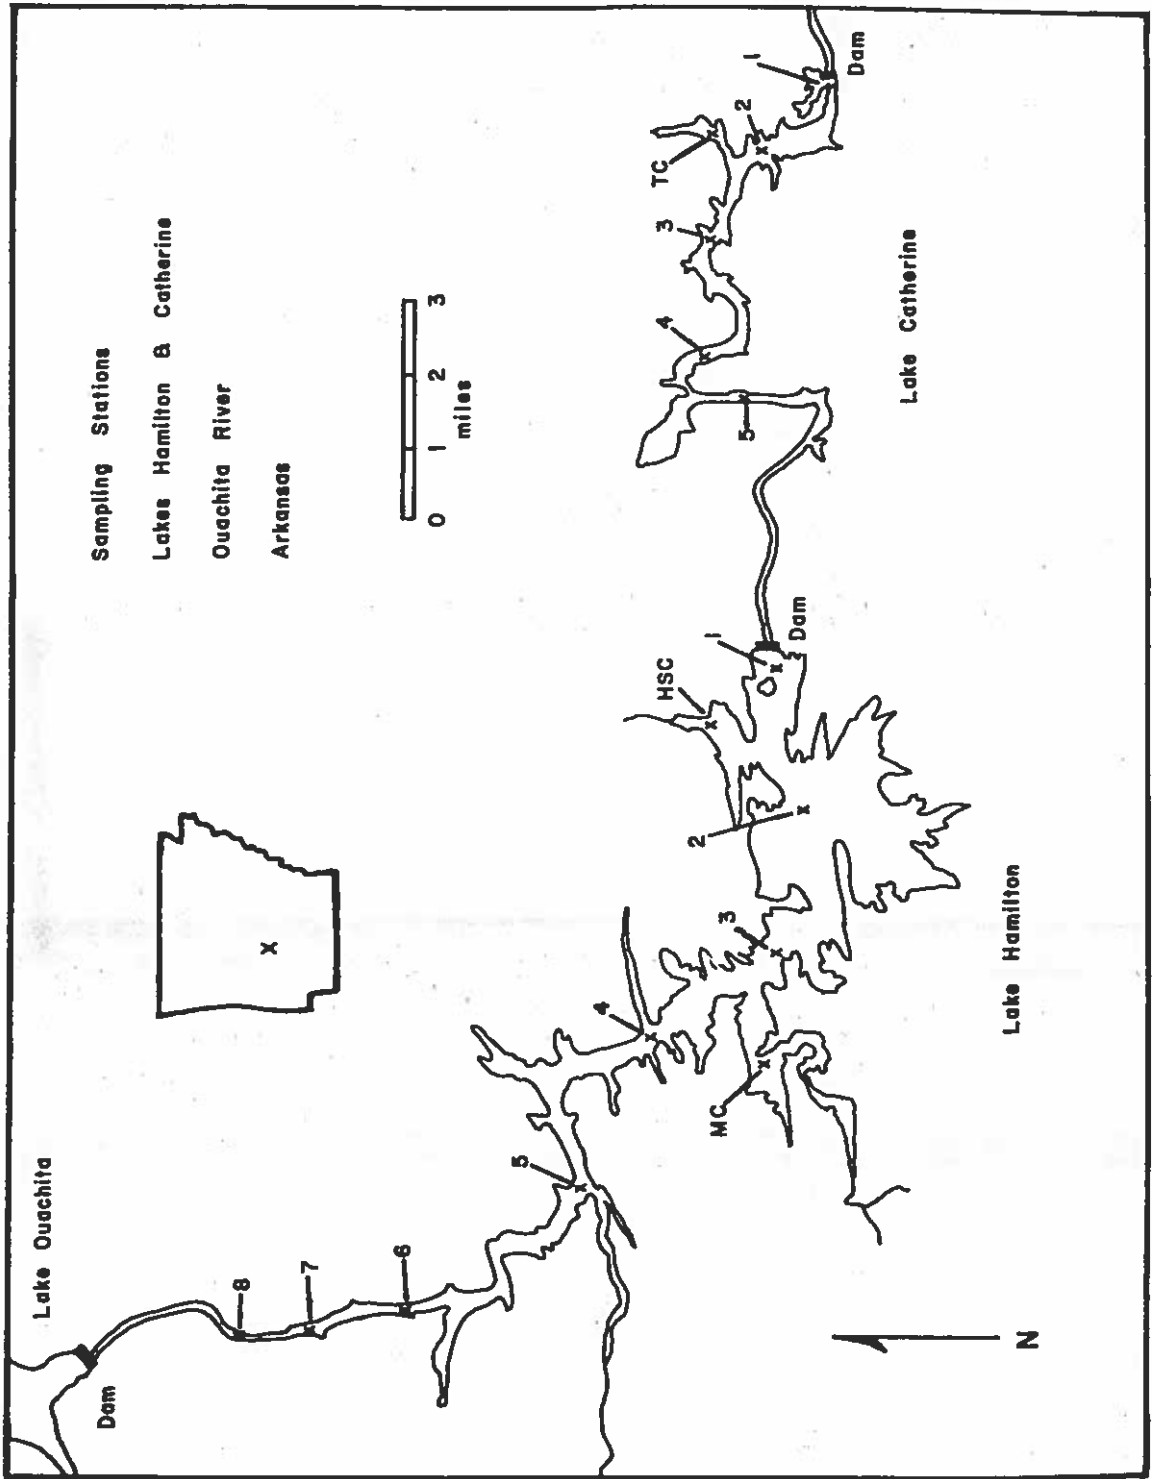 Sampling Stations
Lakes Hamilton & Catherine
Ouachita River
Arkansas
0 1 2 3
miles
Lake Ouachita
Dam
8
7
6
5
4
3
MC
2
HSC
1
Dam
Lake Hamilton
5
4
3
TC
2
1
Dam
Lake Catherine
X
N